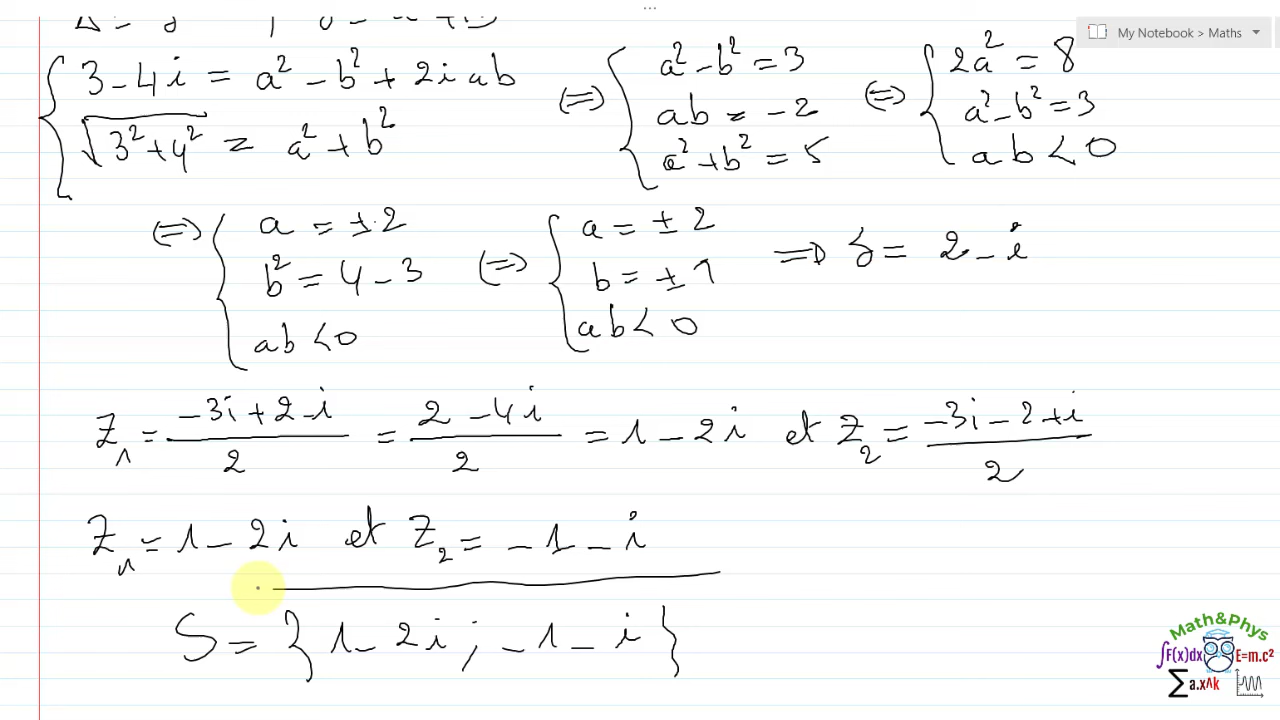 My Notebook > Maths
{ 3 - 4i = a² - b² + 2i ab
√(3² + 4²) = a² + b²
⇔ { a² - b² = 3
ab = -2
a² + b² = 5
⇔ { 2a² = 8
a² - b² = 3
ab < 0
⇔ { a = ±2
b² = 4 - 3
ab < 0
⇔ { a = ±2
b = ±1
ab < 0
⇒ δ = 2 - i
Z₁ = (-3i + 2 - i)/2 = (2 - 4i)/2 = 1 - 2i et Z₂ = (-3i - 2 + i)/2
Z₁ = 1 - 2i et Z₂ = -1 - i
S = { 1 - 2i ; -1 - i }
Math&Phys
∫F(x)dx E=m.c²
∑ a.x^k